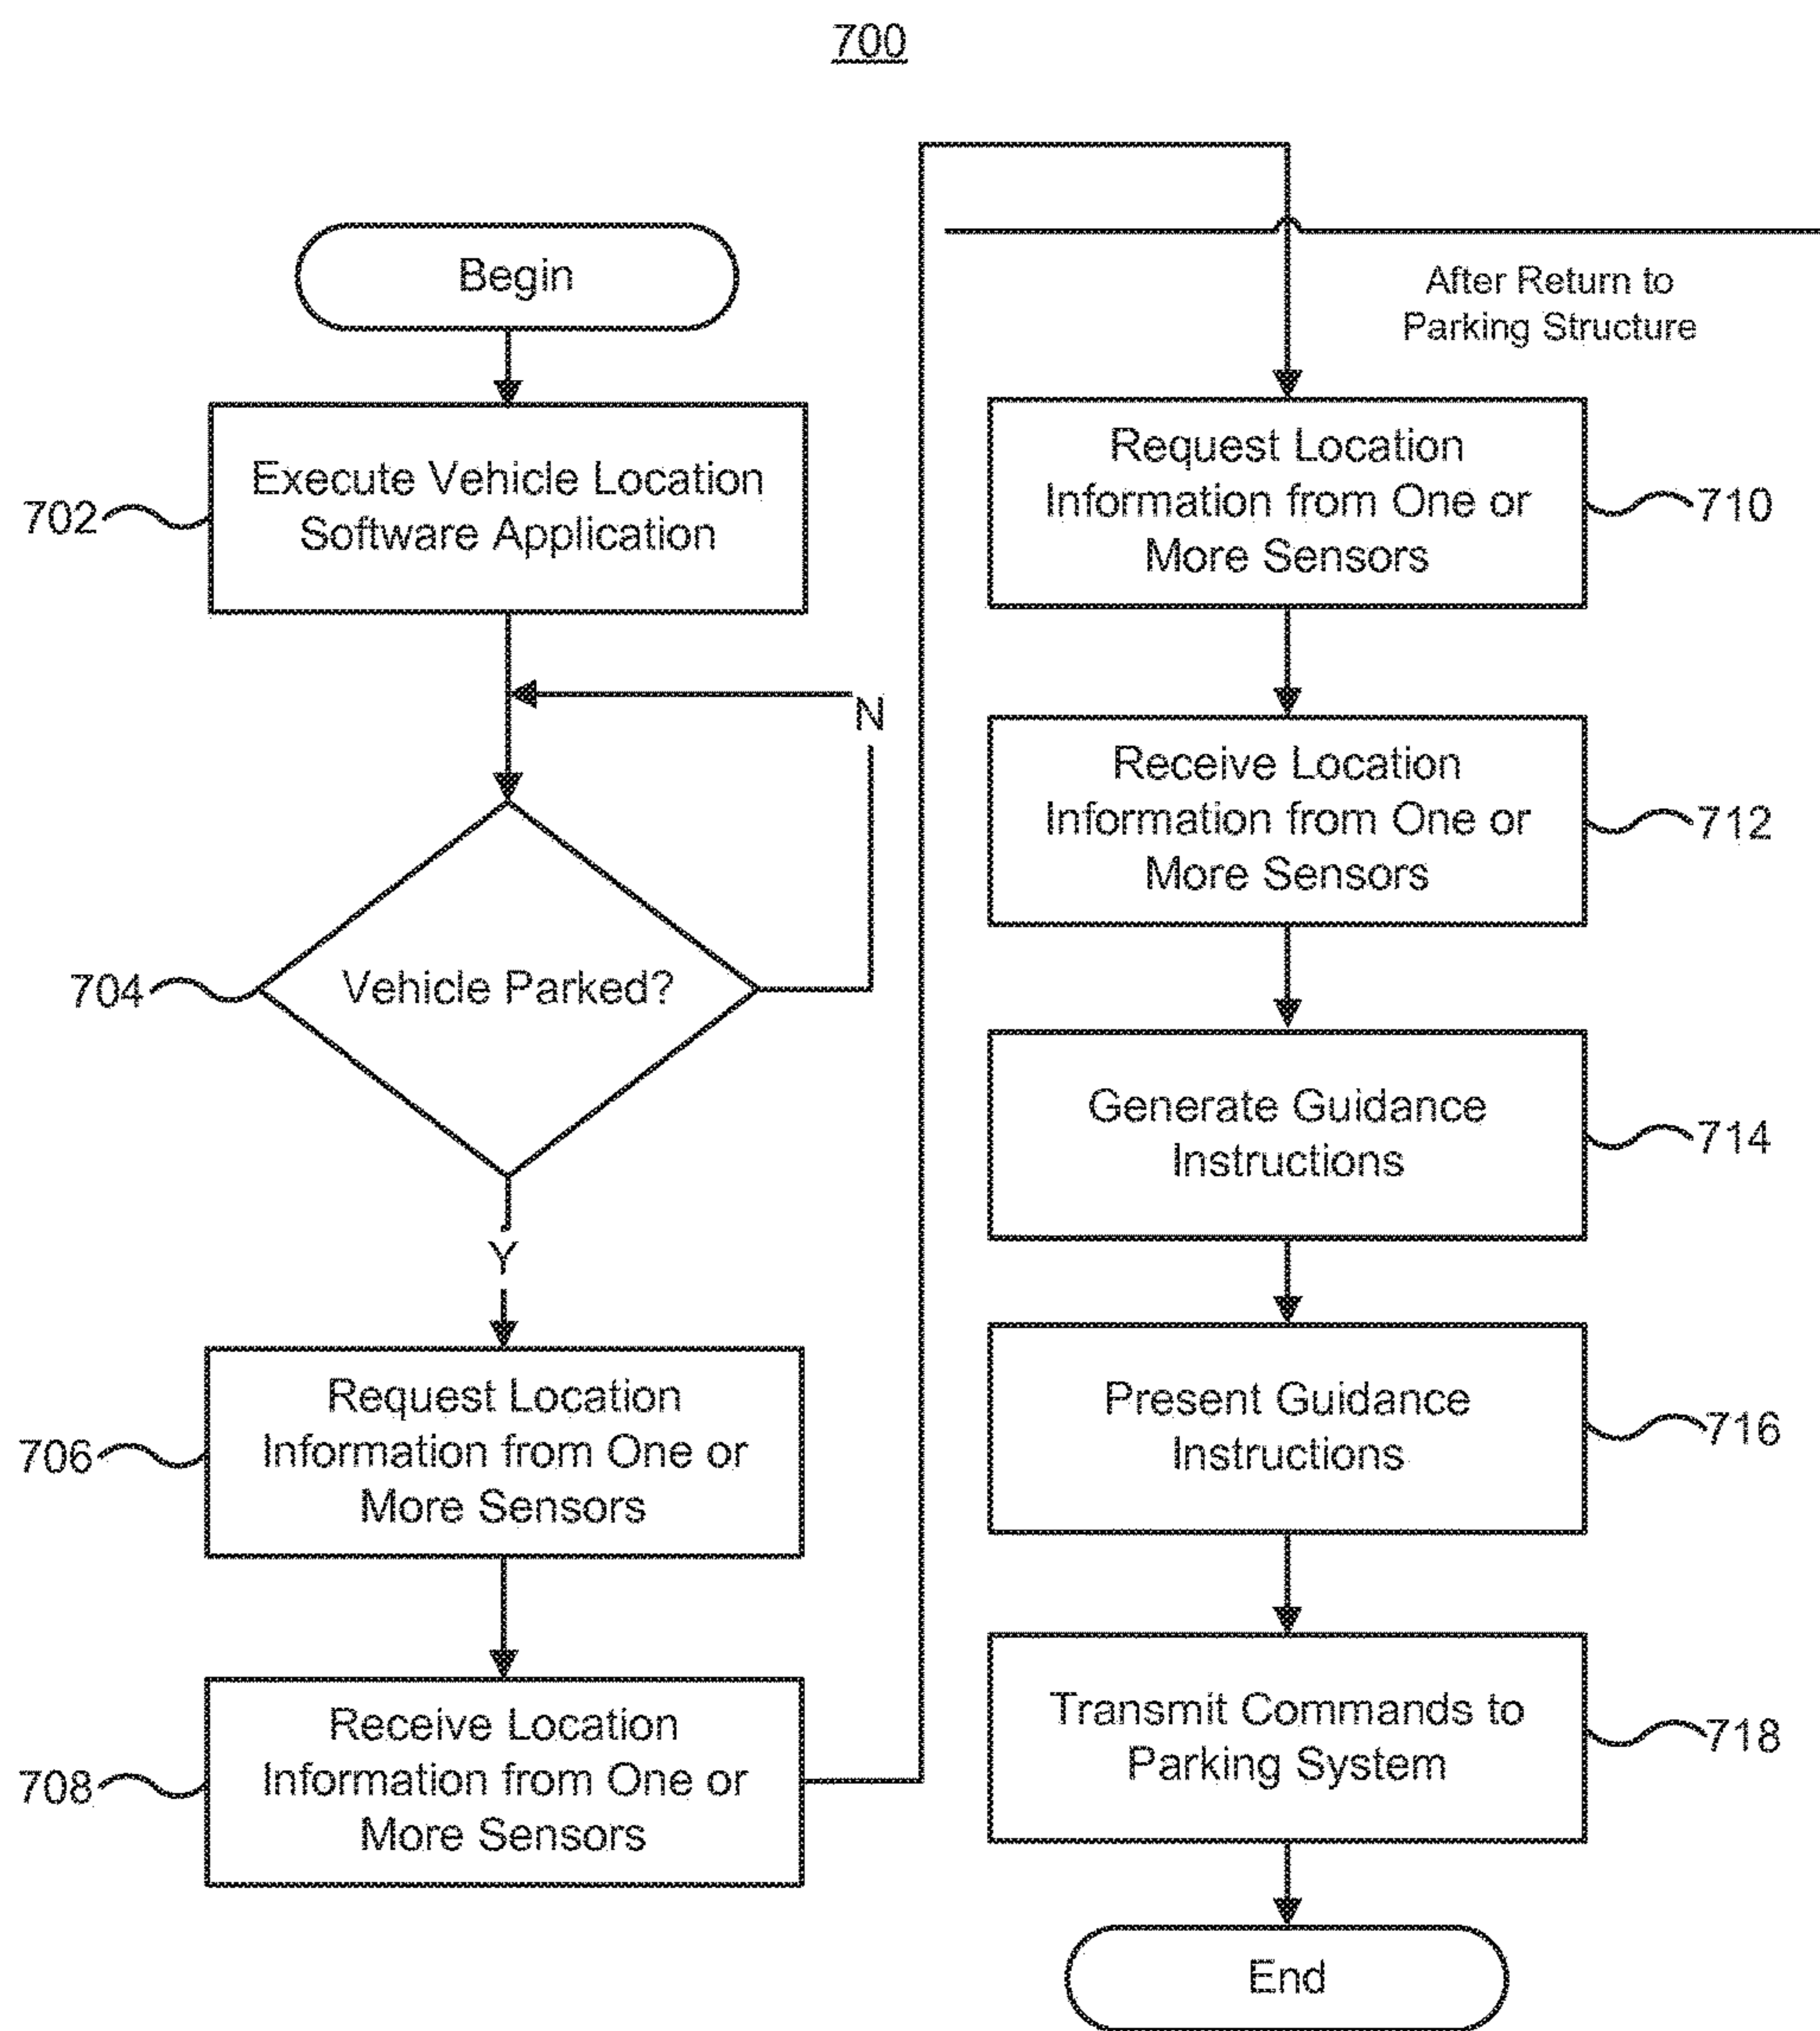 700
Begin
702
Execute Vehicle Location
Software Application
N
704
Vehicle Parked?
Y
706
Request Location
Information from One or
More Sensors
708
Receive Location
Information from One or
More Sensors
After Return to
Parking Structure
Request Location
Information from One or
More Sensors
710
Receive Location
Information from One or
More Sensors
712
Generate Guidance
Instructions
714
Present Guidance
Instructions
716
Transmit Commands to
Parking System
718
End